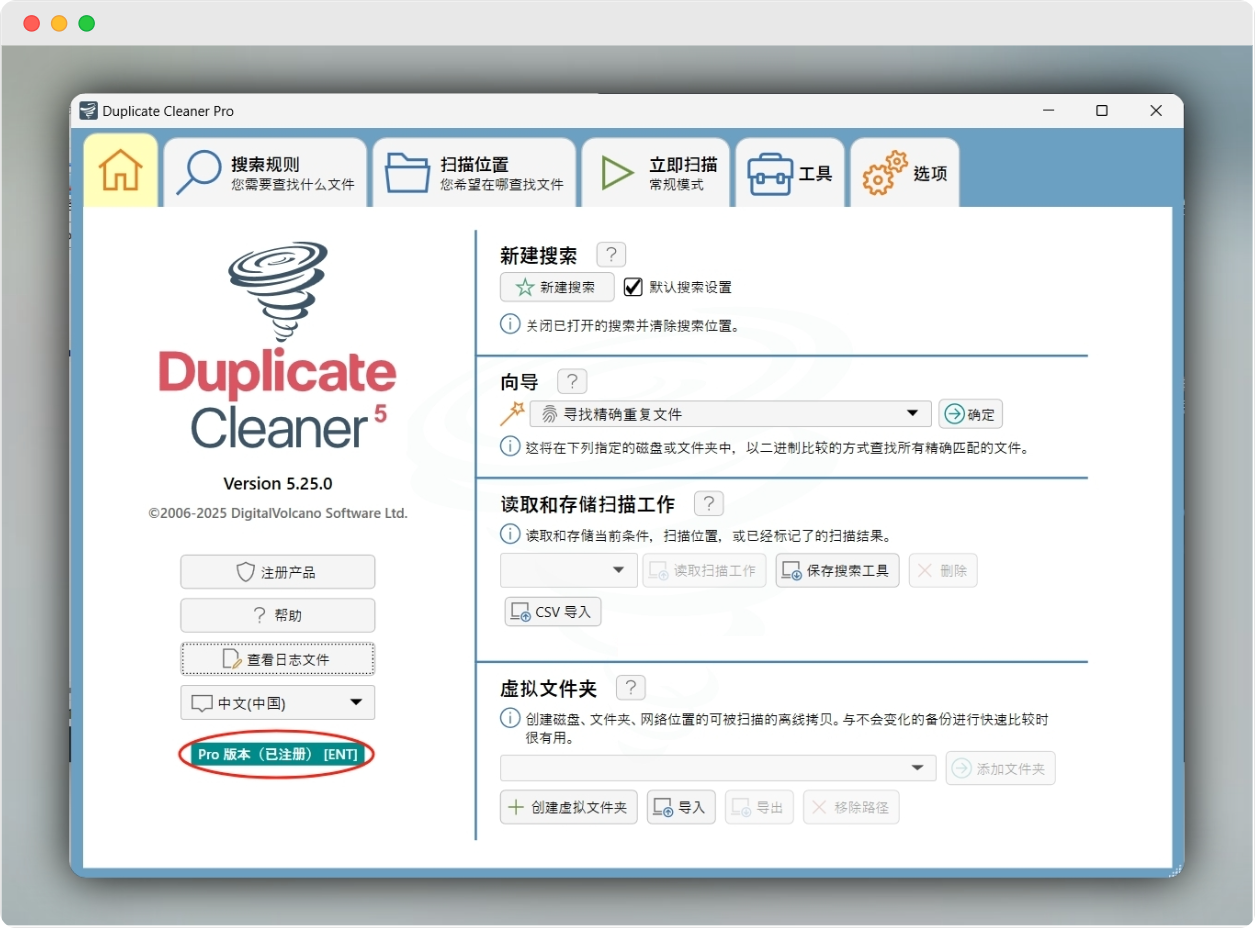 Duplicate Cleaner Pro
搜索规则
您需要查找什么文件
扫描位置
您希望在哪查找文件
立即扫描
常规模式
工具
选项
Duplicate
Cleaner 5
Version 5.25.0
©2006-2025 DigitalVolcano Software Ltd.
注册产品
? 帮助
查看日志文件
中文(中国)
Pro 版本（已注册） [ENT]
新建搜索 ?
新建搜索 默认搜索设置
关闭已打开的搜索并清除搜索位置。
向导 ?
寻找精确重复文件 确定
这将在下列指定的磁盘或文件夹中，以二进制比较的方式查找所有精确匹配的文件。
读取和存储扫描工作 ?
读取和存储当前条件，扫描位置，或已经标记了的扫描结果。
读取扫描工作 保存搜索工具 删除
CSV 导入
虚拟文件夹 ?
创建磁盘、文件夹、网络位置的可被扫描的离线拷贝。与不会变化的备份进行快速比较时
很有用。
添加文件夹
创建虚拟文件夹 导入 导出 移除路径